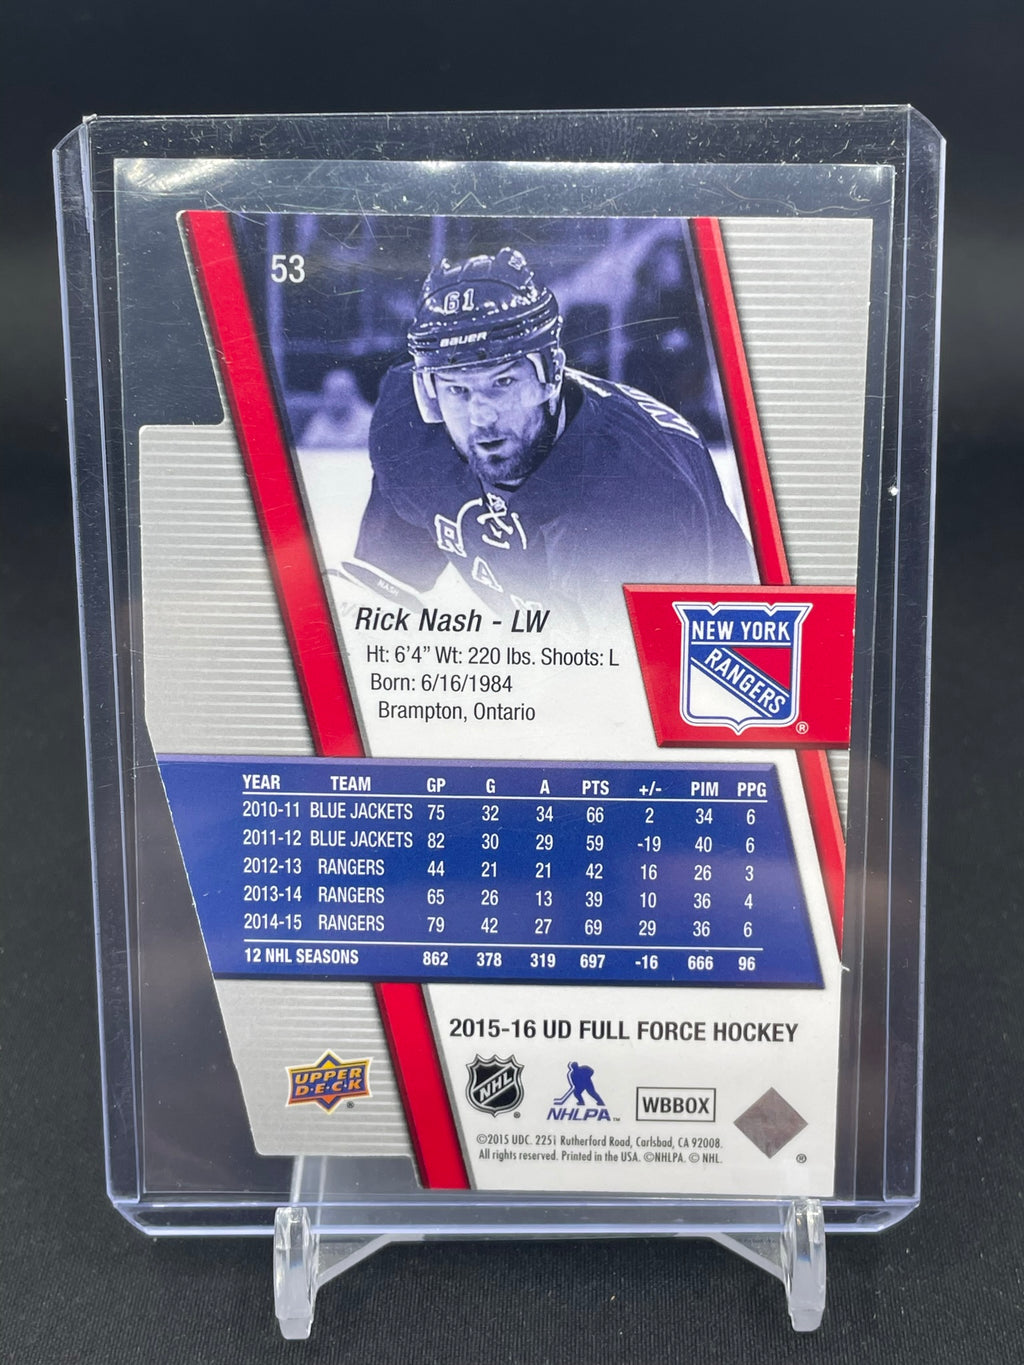 53
61
BAUER
NASH
Rick Nash - LW
Ht: 6'4" Wt: 220 lbs. Shoots: L
Born: 6/16/1984
Brampton, Ontario
NEW YORK
RANGERS
®
YEAR TEAM GP G A PTS +/- PIM PPG
2010-11 BLUE JACKETS 75 32 34 66 2 34 6
2011-12 BLUE JACKETS 82 30 29 59 -19 40 6
2012-13 RANGERS 44 21 21 42 16 26 3
2013-14 RANGERS 65 26 13 39 10 36 4
2014-15 RANGERS 79 42 27 69 29 36 6
12 NHL SEASONS 862 378 319 697 -16 666 96
2015-16 UD FULL FORCE HOCKEY
UPPER
D·E·C·K
®
NHL
®
NHLPA™
WBBOX
®
©2015 UDC. 2251 Rutherford Road, Carlsbad, CA 92008.
All rights reserved. Printed in the USA. ©NHLPA. © NHL.